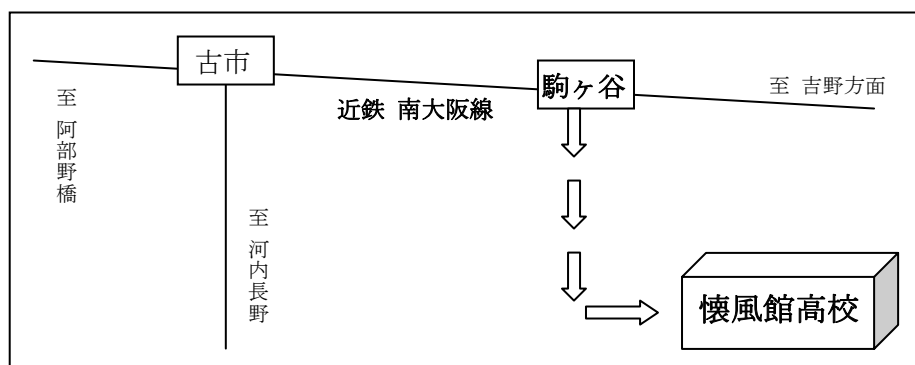 古市
駒ヶ谷
至 吉野方面
近鉄 南大阪線
至 阿部野橋
至 河内長野
懐風館高校